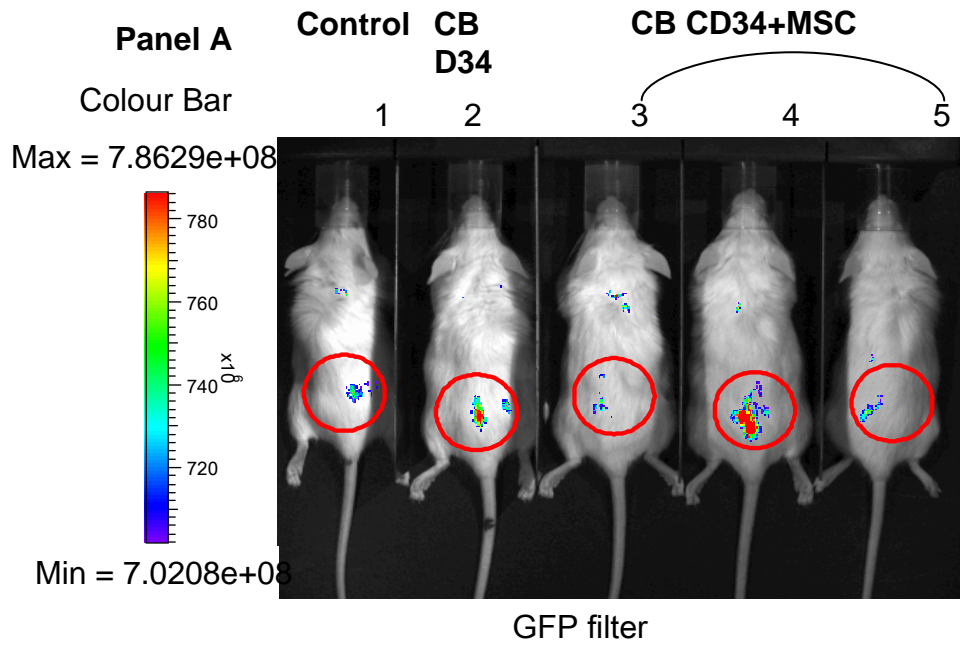 Panel A
Control CB CB CD34+MSC
D34
Colour Bar
1 2 3 4 5
Max = 7.8629e+08
780
760
740
720
x10⁶
Min = 7.0208e+08
GFP filter